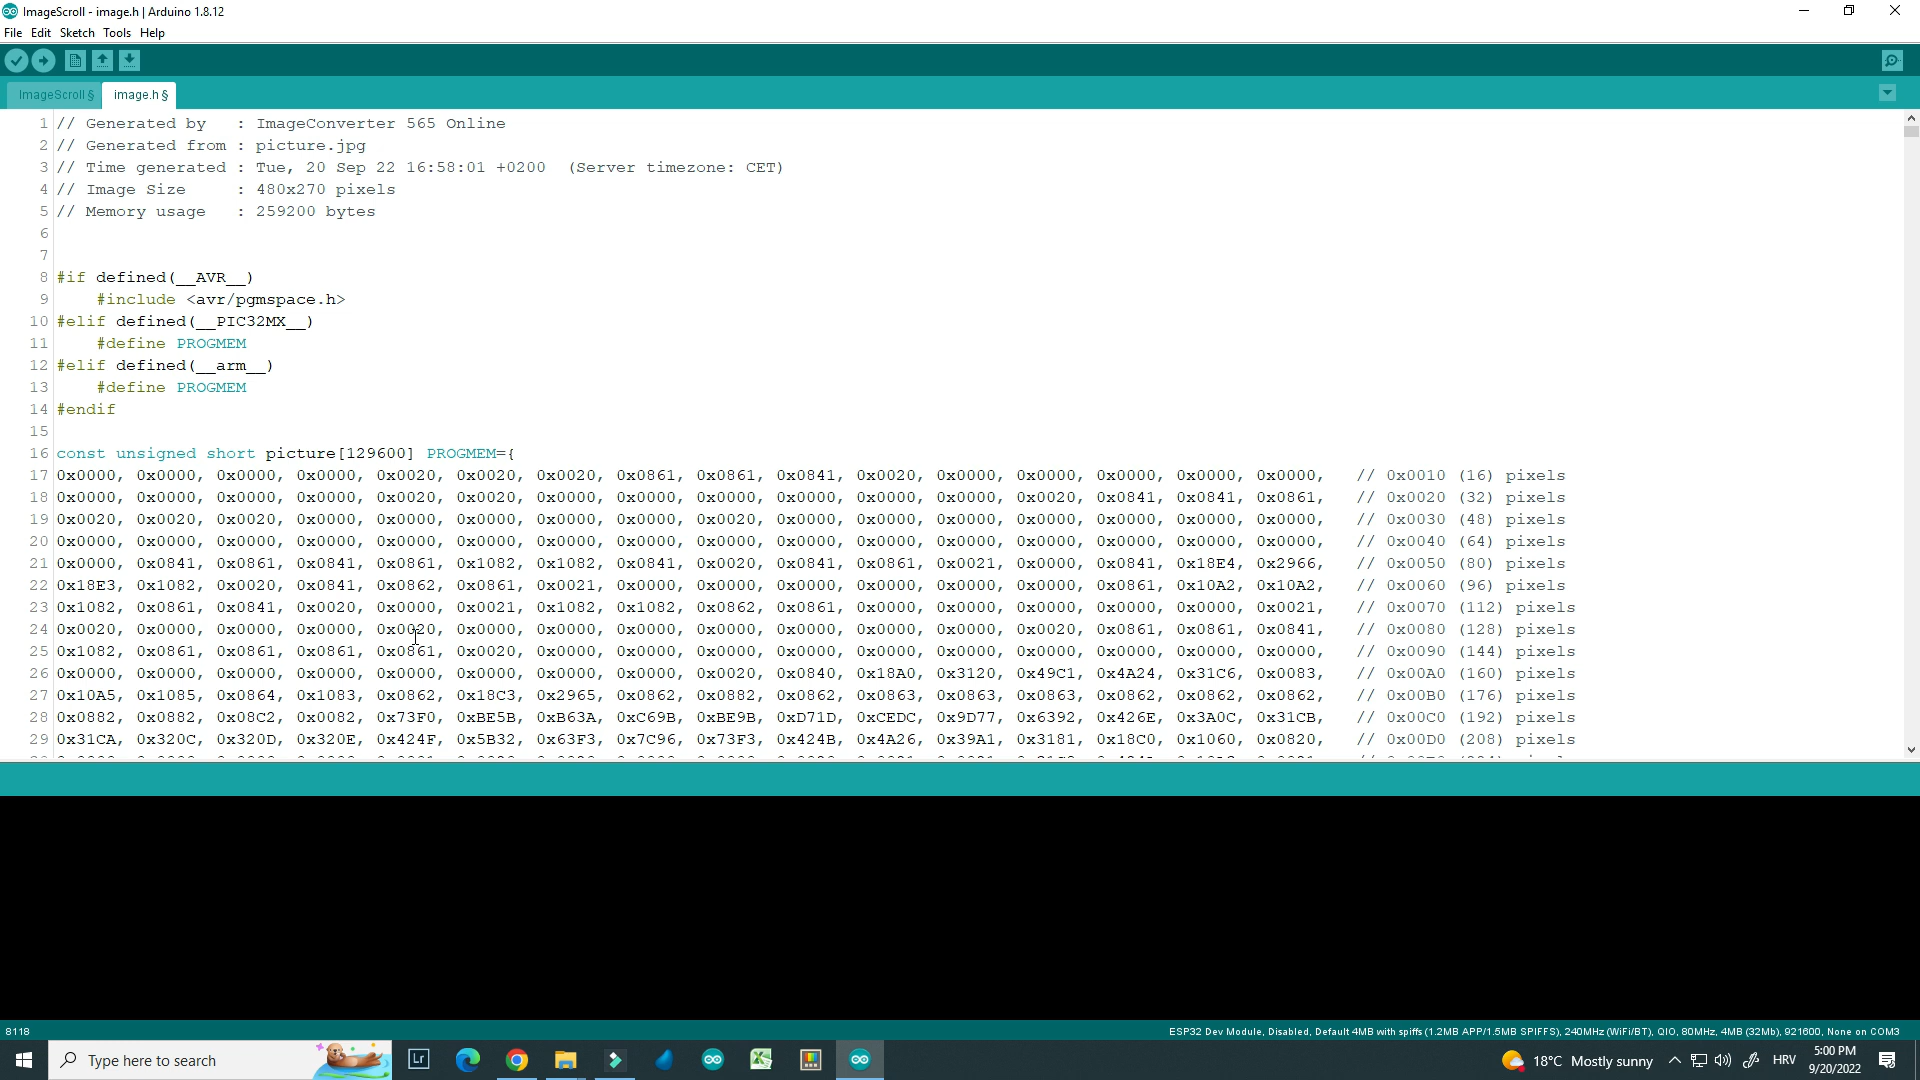 ImageScroll - image.h | Arduino 1.8.12
File Edit Sketch Tools Help
ImageScroll § image.h §
1 // Generated by : ImageConverter 565 Online
2 // Generated from : picture.jpg
3 // Time generated : Tue, 20 Sep 22 16:58:01 +0200 (Server timezone: CET)
4 // Image Size : 480x270 pixels
5 // Memory usage : 259200 bytes
6
7
8 #if defined(__AVR__)
9 #include <avr/pgmspace.h>
10 #elif defined(__PIC32MX__)
11 #define PROGMEM
12 #elif defined(__arm__)
13 #define PROGMEM
14 #endif
15
16 const unsigned short picture[129600] PROGMEM={
17 0x0000, 0x0000, 0x0000, 0x0000, 0x0020, 0x0020, 0x0020, 0x0861, 0x0861, 0x0841, 0x0020, 0x0000, 0x0000, 0x0000, 0x0000, 0x0000, // 0x0010 (16) pixels
18 0x0000, 0x0000, 0x0000, 0x0000, 0x0020, 0x0020, 0x0000, 0x0000, 0x0000, 0x0000, 0x0000, 0x0000, 0x0020, 0x0841, 0x0841, 0x0861, // 0x0020 (32) pixels
19 0x0020, 0x0020, 0x0020, 0x0000, 0x0000, 0x0000, 0x0000, 0x0000, 0x0020, 0x0000, 0x0000, 0x0000, 0x0000, 0x0000, 0x0000, 0x0000, // 0x0030 (48) pixels
20 0x0000, 0x0000, 0x0000, 0x0000, 0x0000, 0x0000, 0x0000, 0x0000, 0x0000, 0x0000, 0x0000, 0x0000, 0x0000, 0x0000, 0x0000, 0x0000, // 0x0040 (64) pixels
21 0x0000, 0x0841, 0x0861, 0x0841, 0x0861, 0x1082, 0x1082, 0x0841, 0x0020, 0x0841, 0x0861, 0x0021, 0x0000, 0x0841, 0x18E4, 0x2966, // 0x0050 (80) pixels
22 0x18E3, 0x1082, 0x0020, 0x0841, 0x0862, 0x0861, 0x0021, 0x0000, 0x0000, 0x0000, 0x0000, 0x0000, 0x0000, 0x0861, 0x10A2, 0x10A2, // 0x0060 (96) pixels
23 0x1082, 0x0861, 0x0841, 0x0020, 0x0000, 0x0021, 0x1082, 0x1082, 0x0862, 0x0861, 0x0000, 0x0000, 0x0000, 0x0000, 0x0000, 0x0021, // 0x0070 (112) pixels
24 0x0020, 0x0000, 0x0000, 0x0000, 0x0020, 0x0000, 0x0000, 0x0000, 0x0000, 0x0000, 0x0000, 0x0000, 0x0020, 0x0861, 0x0861, 0x0841, // 0x0080 (128) pixels
25 0x1082, 0x0861, 0x0861, 0x0861, 0x0861, 0x0020, 0x0000, 0x0000, 0x0000, 0x0000, 0x0000, 0x0000, 0x0000, 0x0000, 0x0000, 0x0000, // 0x0090 (144) pixels
26 0x0000, 0x0000, 0x0000, 0x0000, 0x0000, 0x0000, 0x0000, 0x0000, 0x0020, 0x0840, 0x18A0, 0x3120, 0x49C1, 0x4A24, 0x31C6, 0x0083, // 0x00A0 (160) pixels
27 0x10A5, 0x1085, 0x0864, 0x1083, 0x0862, 0x18C3, 0x2965, 0x0862, 0x0882, 0x0862, 0x0863, 0x0863, 0x0863, 0x0862, 0x0862, 0x0862, // 0x00B0 (176) pixels
28 0x0882, 0x0882, 0x08C2, 0x0082, 0x73F0, 0xBE5B, 0xB63A, 0xC69B, 0xBE9B, 0xD71D, 0xCEDC, 0x9D77, 0x6392, 0x426E, 0x3A0C, 0x31CB, // 0x00C0 (192) pixels
29 0x31CA, 0x320C, 0x320D, 0x320E, 0x424F, 0x5B32, 0x63F3, 0x7C96, 0x73F3, 0x424B, 0x4A26, 0x39A1, 0x3181, 0x18C0, 0x1060, 0x0820, // 0x00D0 (208) pixels
8118 ESP32 Dev Module, Disabled, Default 4MB with spiffs (1.2MB APP/1.5MB SPIFFS), 240MHz (WiFi/BT), QIO, 80MHz, 4MB (32Mb), 921600, None on COM3
Type here to search Lr 18°C Mostly sunny HRV 5:00 PM
9/20/2022